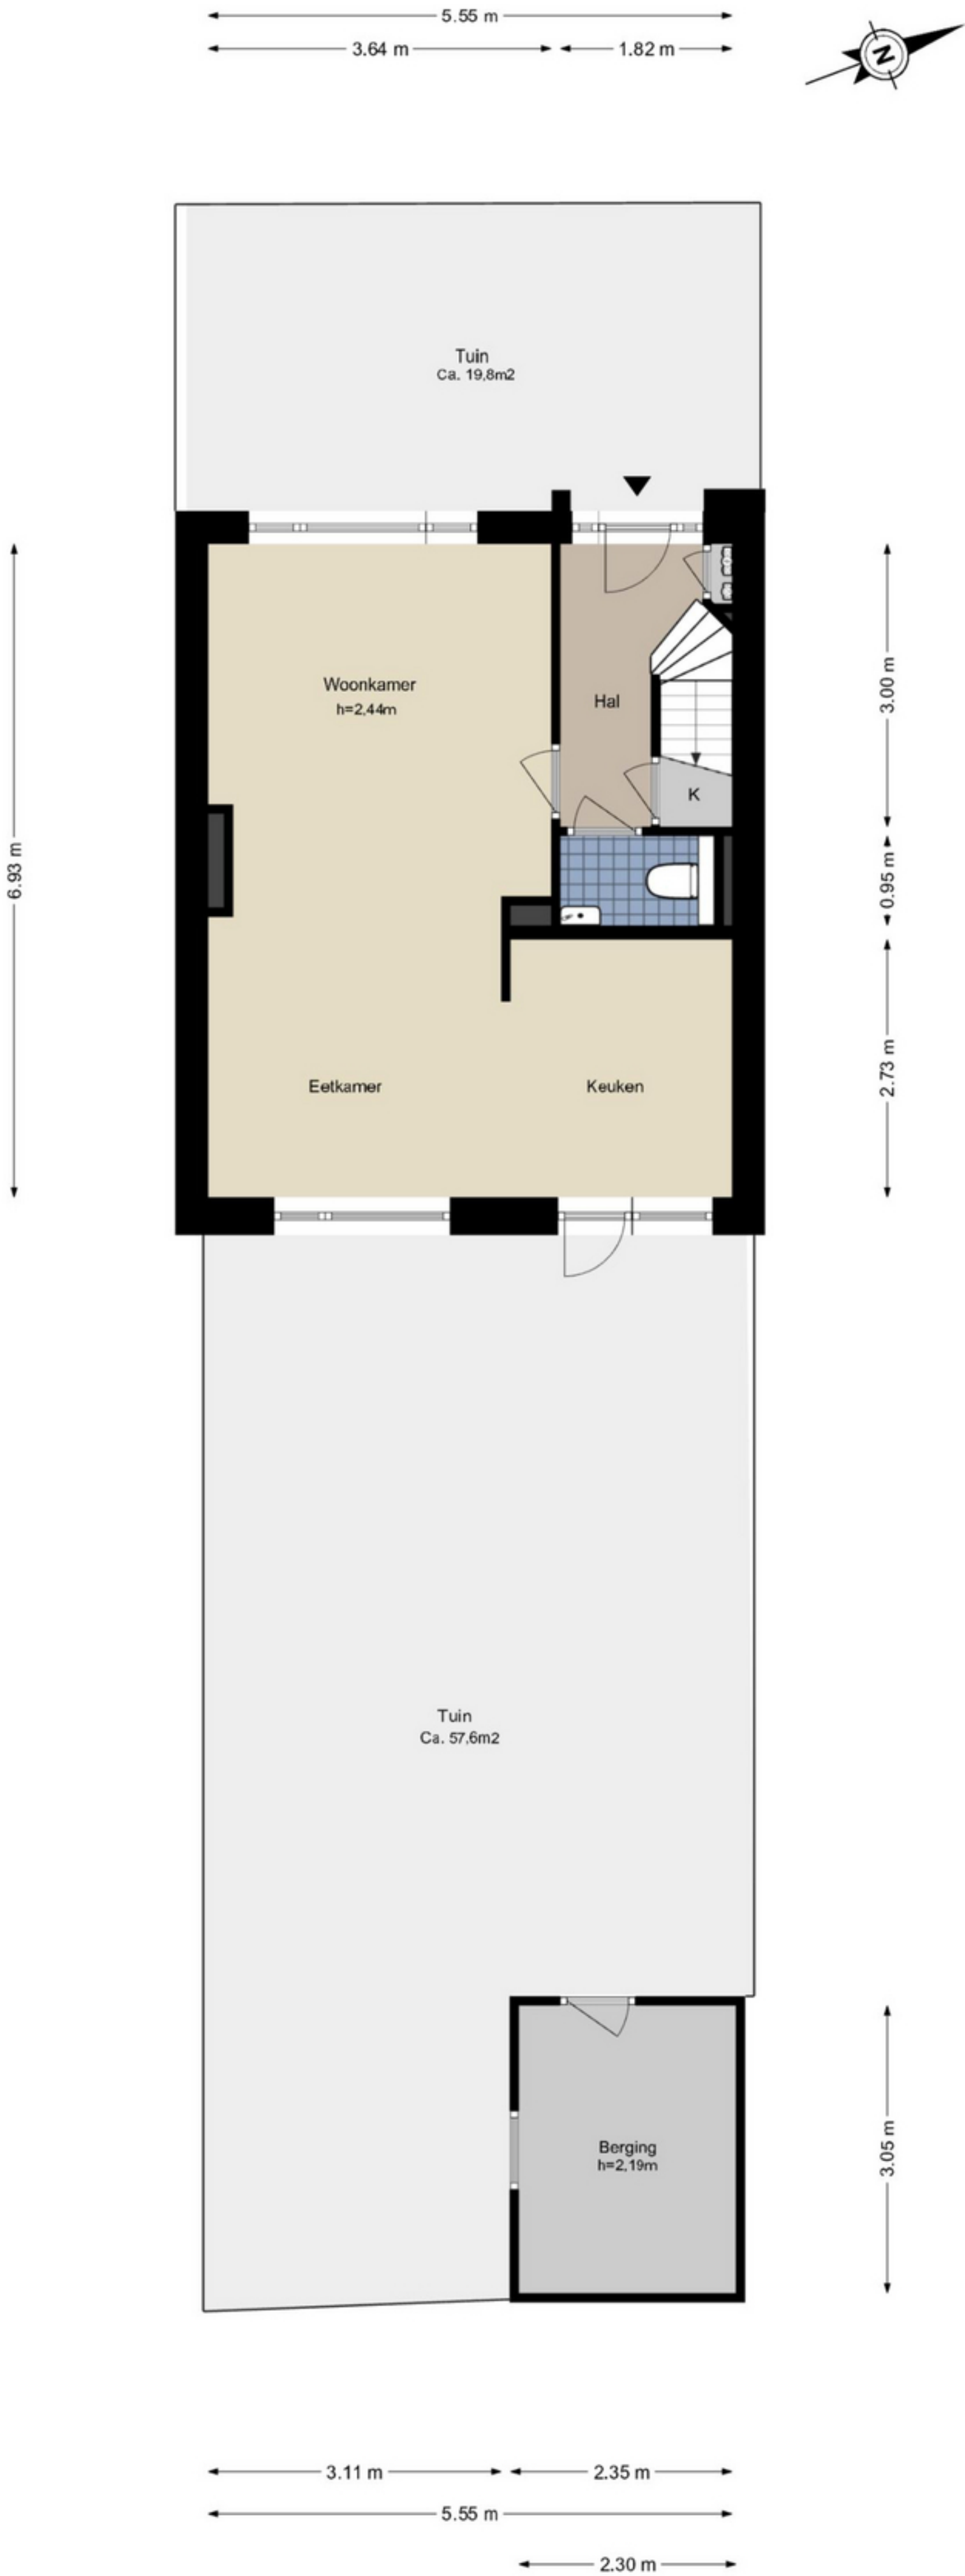 5.55 m
3.64 m
1.82 m
N
Tuin
Ca. 19,8m2
Woonkamer
h=2,44m
Hal
3.00 m
K
6.93 m
0.95 m
2.73 m
Eetkamer
Keuken
Tuin
Ca. 57,6m2
Berging
h=2,19m
3.05 m
3.11 m
2.35 m
5.55 m
2.30 m